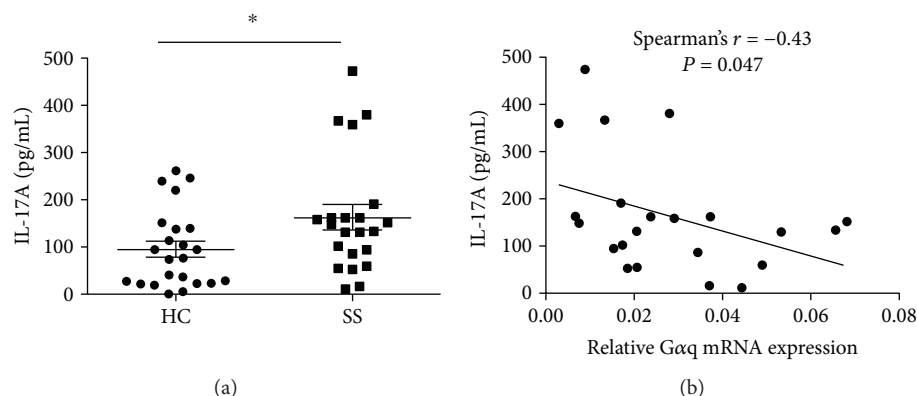 *
500
400
300
200
100
0
IL-17A (pg/mL)
HC
SS
(a)
Spearman's r = −0.43
P = 0.047
500
400
300
200
100
0
IL-17A (pg/mL)
0.00
0.02
0.04
0.06
0.08
Relative Gαq mRNA expression
(b)